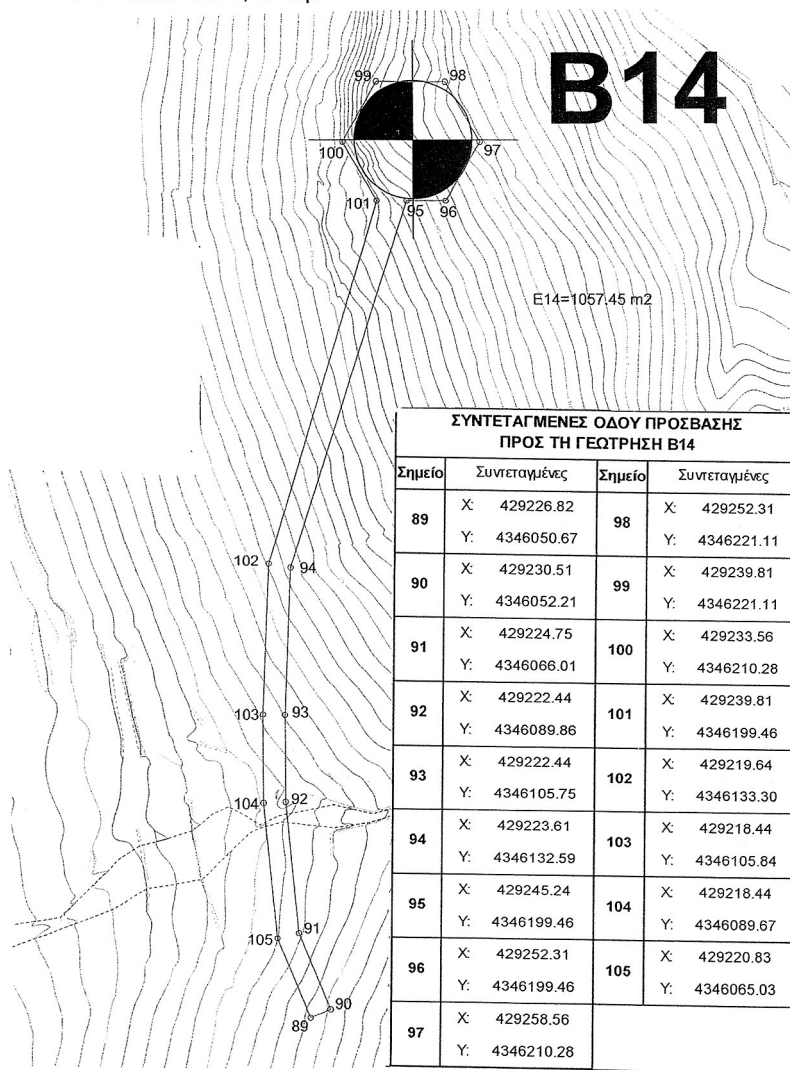 B14
99
98
100
97
101
95
96
E14=1057.45 m2
102
94
103
93
104
92
105
91
90
89
ΣΥΝΤΕΤΑΓΜΕΝΕΣ ΟΔΟΥ ΠΡΟΣΒΑΣΗΣ
ΠΡΟΣ ΤΗ ΓΕΩΤΡΗΣΗ Β14
Σημείο Συντεταγμένες Σημείο Συντεταγμένες
89 X: 429226.82 Y: 4346050.67 98 X: 429252.31 Y: 4346221.11
90 X: 429230.51 Y: 4346052.21 99 X: 429239.81 Y: 4346221.11
91 X: 429224.75 Y: 4346066.01 100 X: 429233.56 Y: 4346210.28
92 X: 429222.44 Y: 4346089.86 101 X: 429239.81 Y: 4346199.46
93 X: 429222.44 Y: 4346105.75 102 X: 429219.64 Y: 4346133.30
94 X: 429223.61 Y: 4346132.59 103 X: 429218.44 Y: 4346105.84
95 X: 429245.24 Y: 4346199.46 104 X: 429218.44 Y: 4346089.67
96 X: 429252.31 Y: 4346199.46 105 X: 429220.83 Y: 4346065.03
97 X: 429258.56 Y: 4346210.28